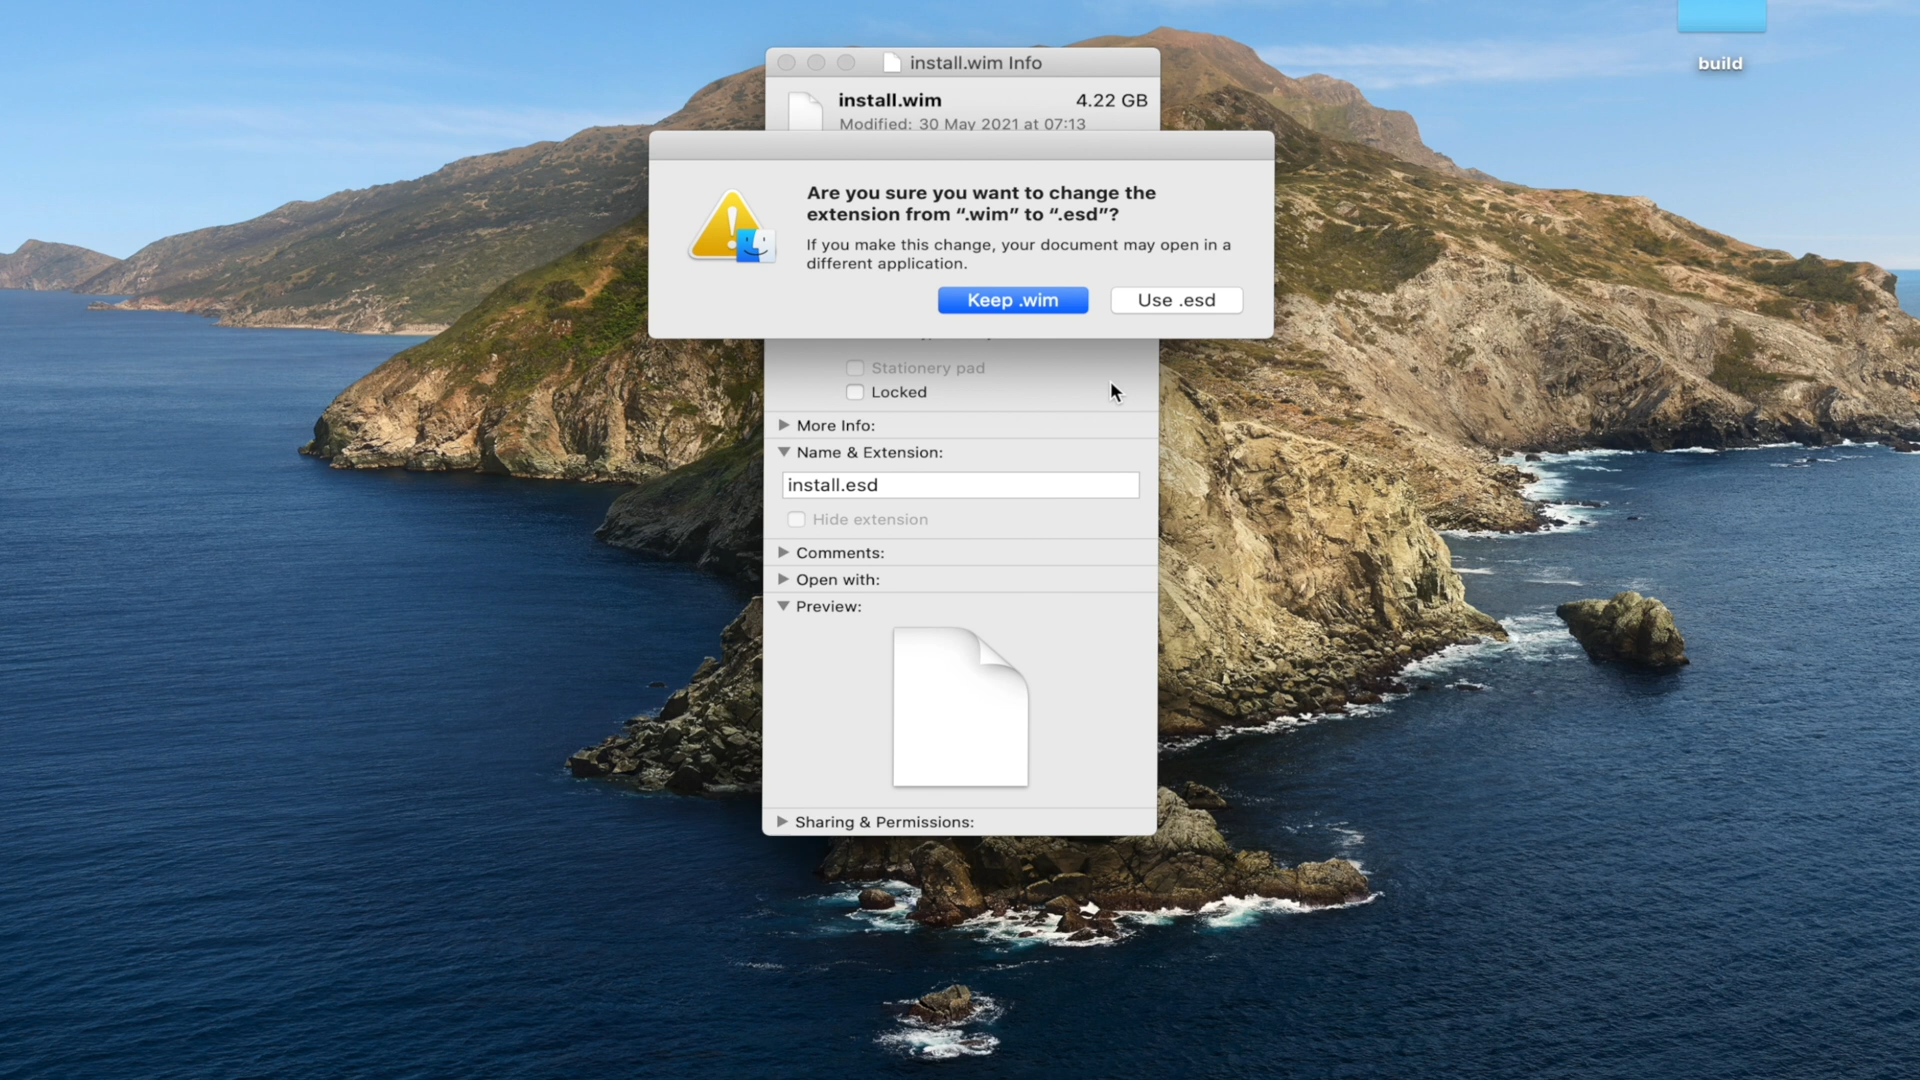 build
install.wim Info
install.wim 4.22 GB
Modified: 30 May 2021 at 07:13
Are you sure you want to change the
extension from “.wim” to “.esd”?
If you make this change, your document may open in a
different application.
Keep .wim Use .esd
Stationery pad
Locked
More Info:
Name & Extension:
install.esd
Hide extension
Comments:
Open with:
Preview:
Sharing & Permissions: